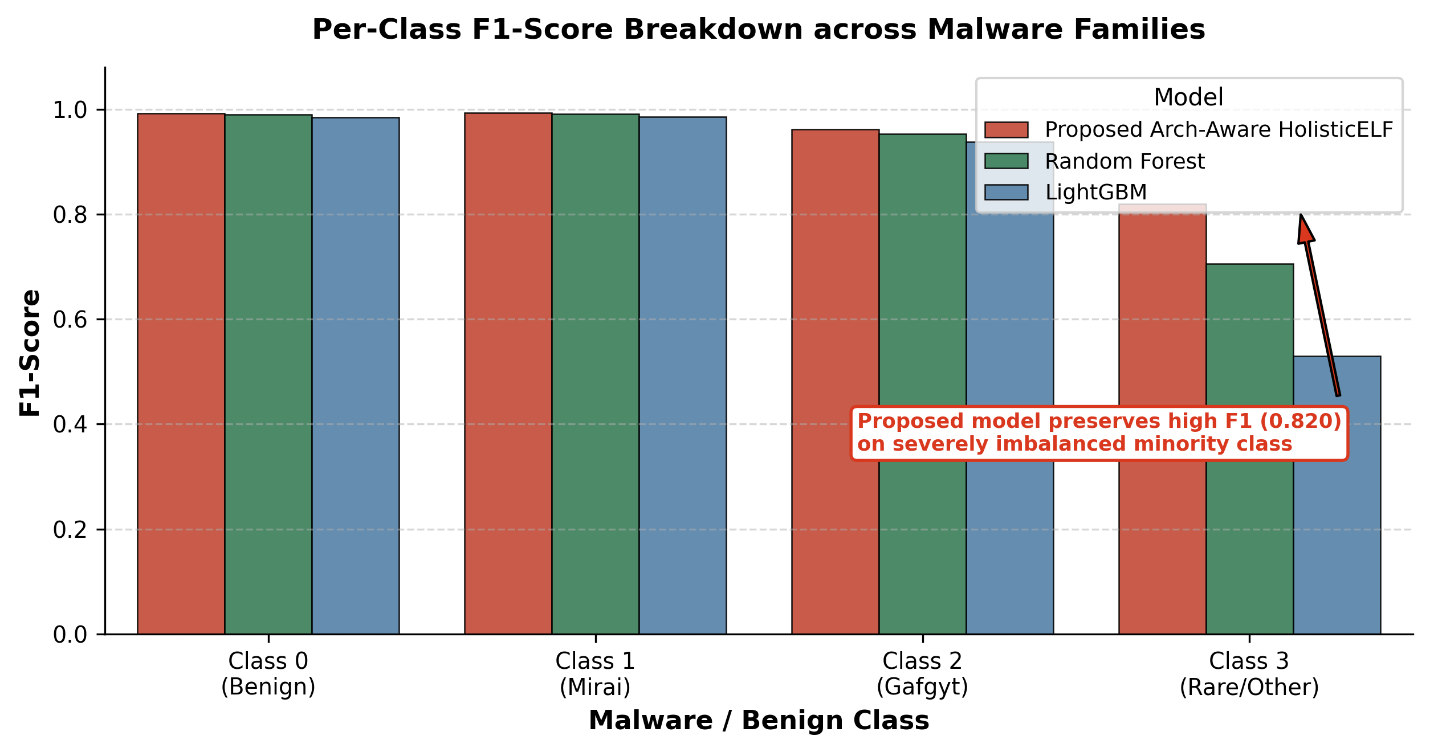 Per-Class F1-Score Breakdown across Malware Families
Model
Proposed Arch-Aware HolisticELF
Random Forest
LightGBM
F1-Score
1.0
0.8
0.6
0.4
0.2
0.0
Proposed model preserves high F1 (0.820)
on severely imbalanced minority class
Class 0
(Benign)
Class 1
(Mirai)
Class 2
(Gafgyt)
Class 3
(Rare/Other)
Malware / Benign Class